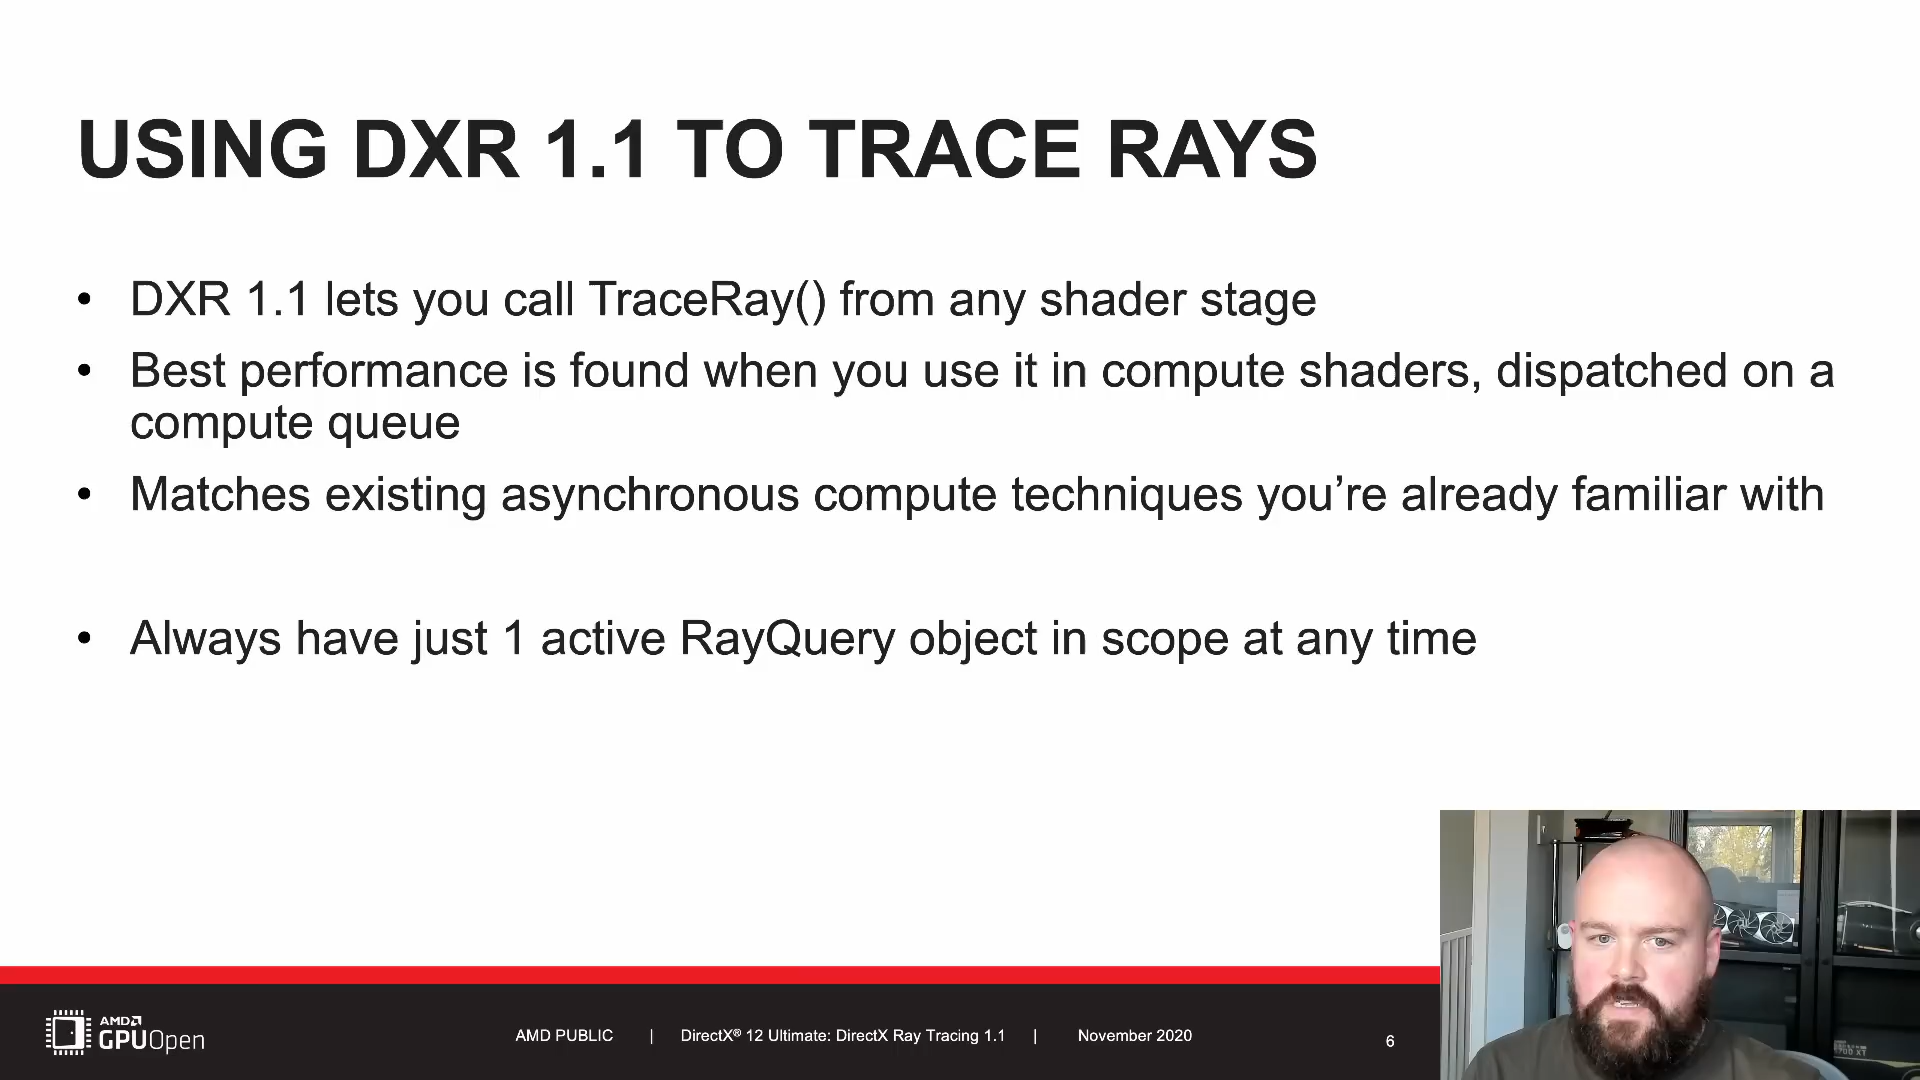 USING DXR 1.1 TO TRACE RAYS
• DXR 1.1 lets you call TraceRay() from any shader stage
• Best performance is found when you use it in compute shaders, dispatched on a
compute queue
• Matches existing asynchronous compute techniques you’re already familiar with
• Always have just 1 active RayQuery object in scope at any time
AMD
GPUOpen
AMD PUBLIC | DirectX® 12 Ultimate: DirectX Ray Tracing 1.1 | November 2020
6